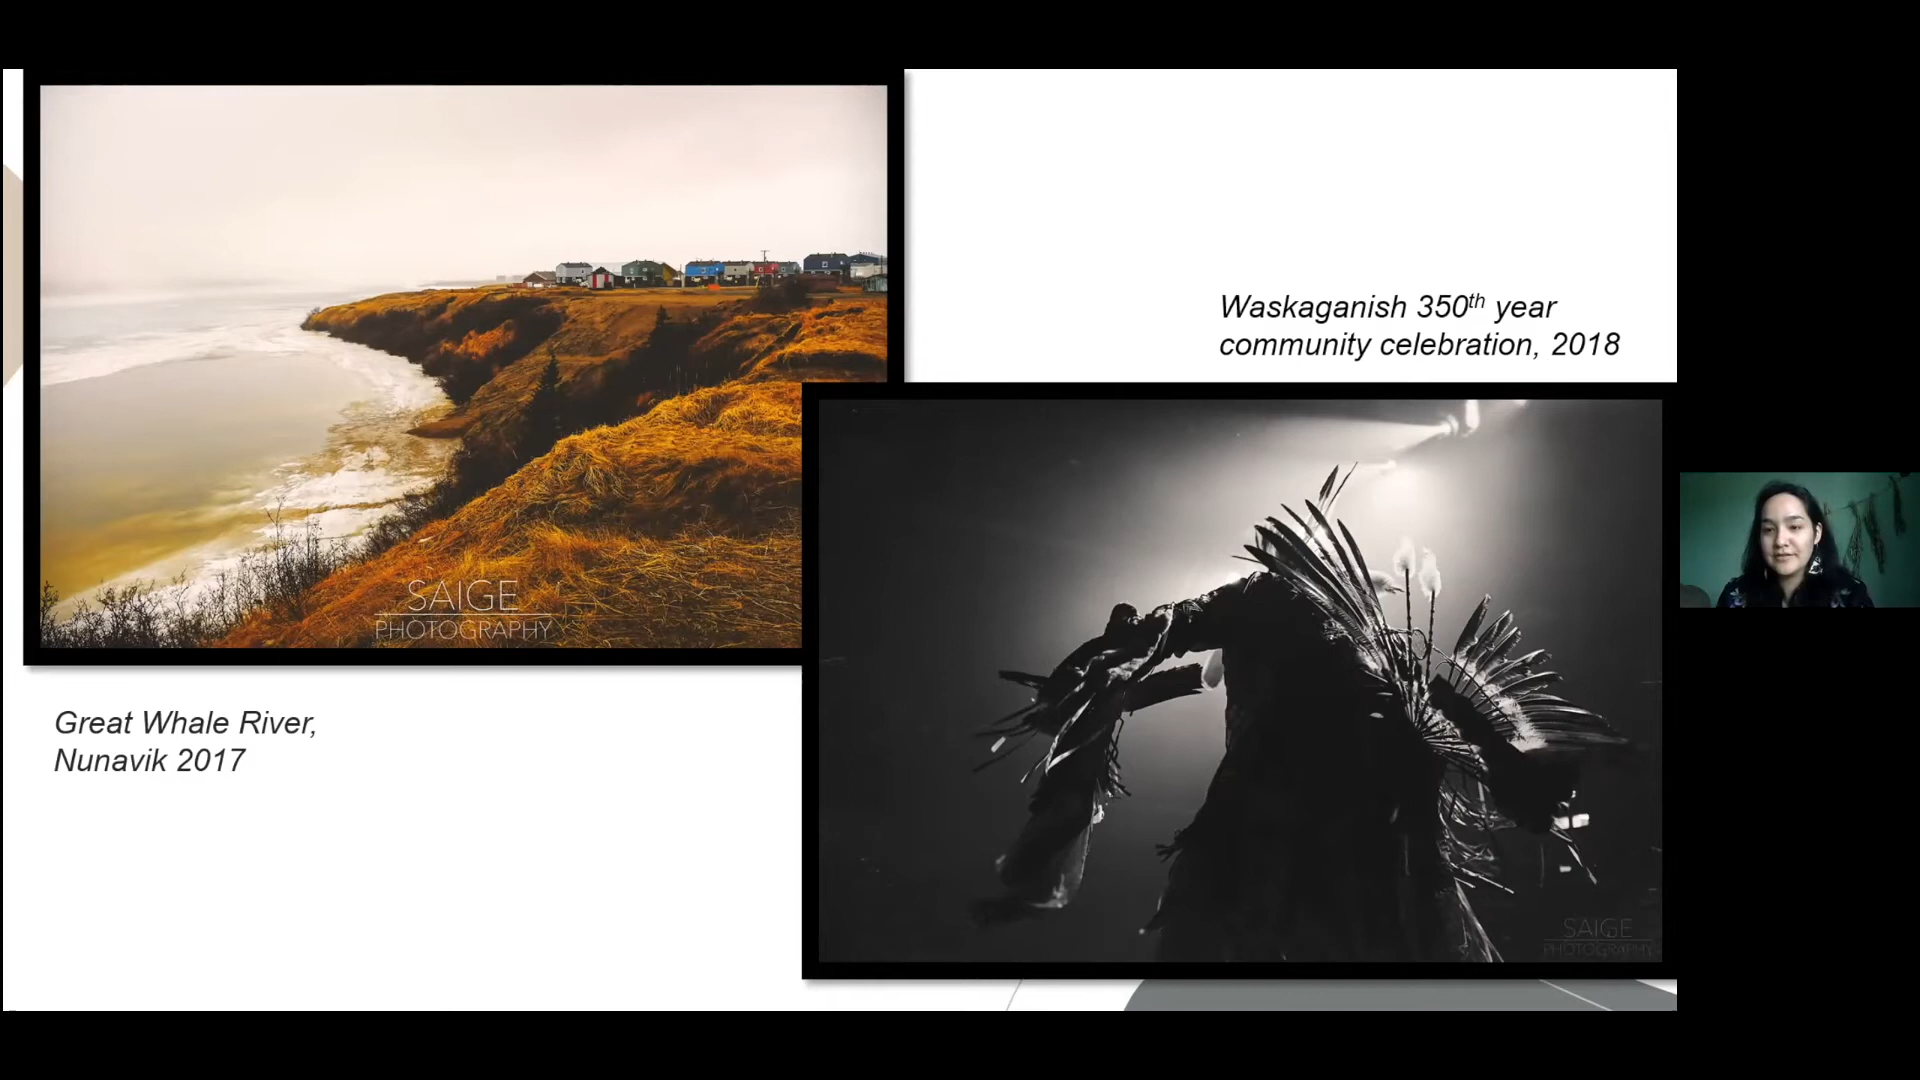 SAIGE
PHOTOGRAPHY
Great Whale River,
Nunavik 2017
Waskaganish 350th year
community celebration, 2018
SAIGE
PHOTOGRAPHY